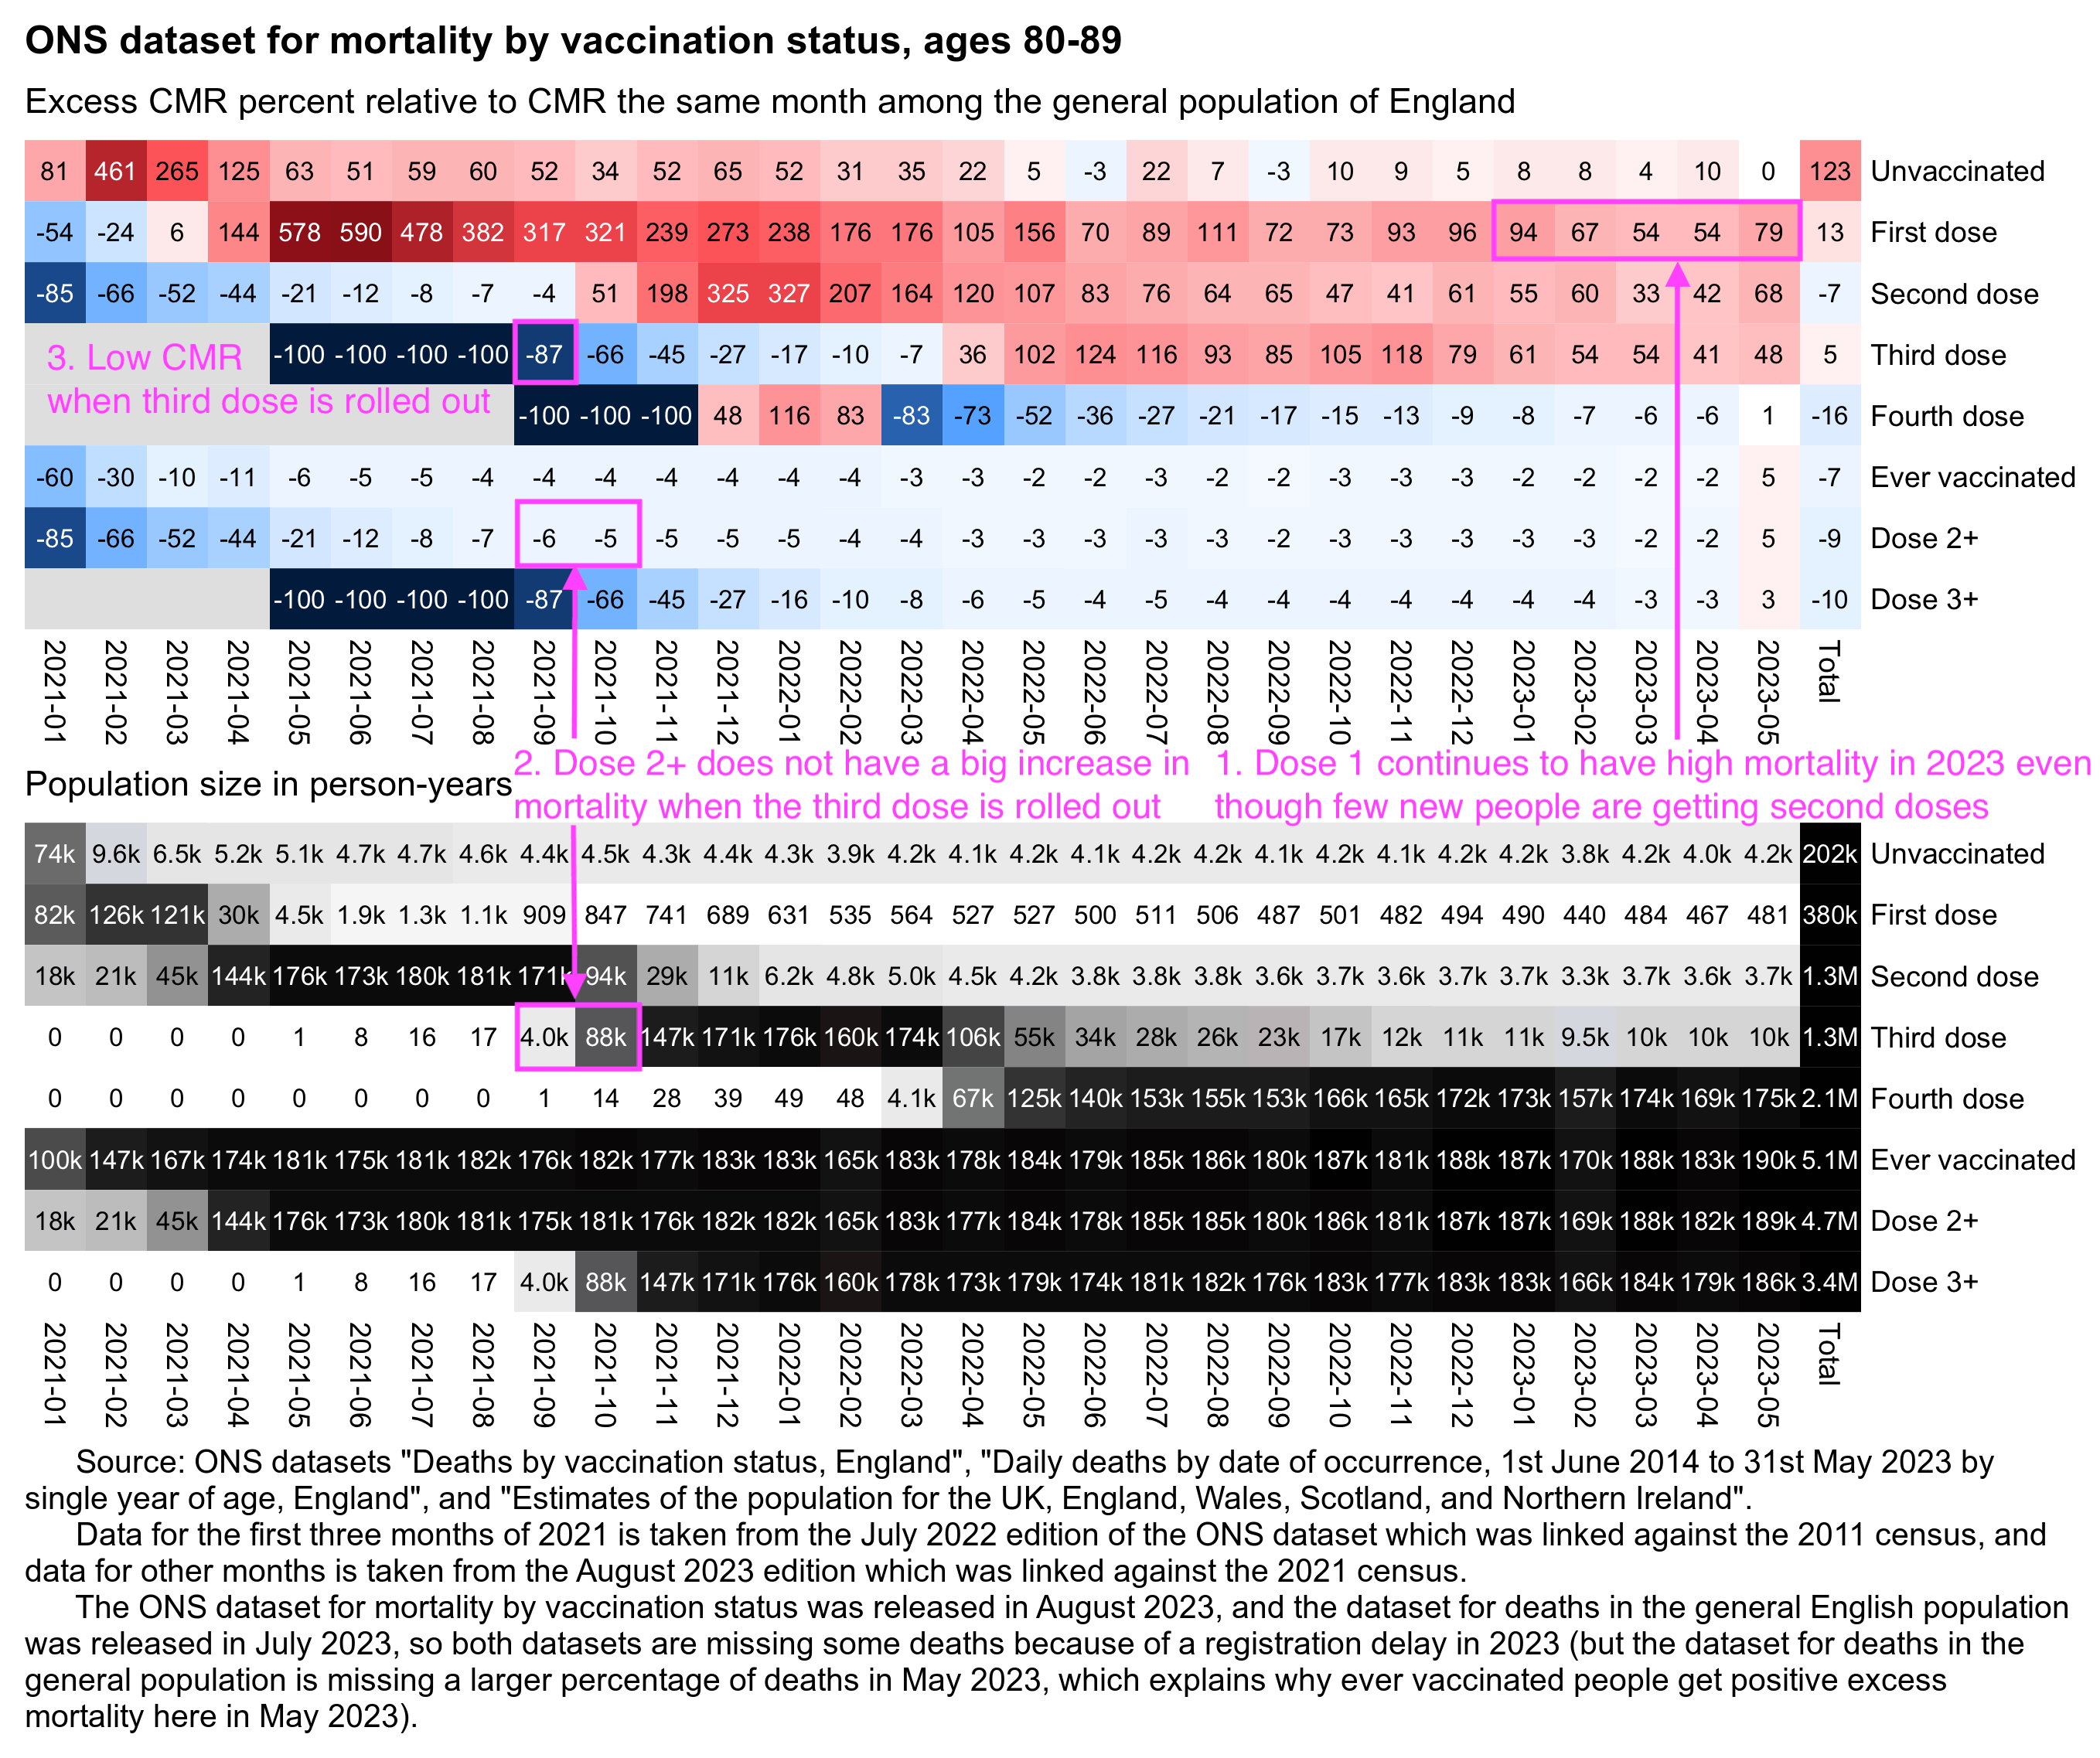 ONS dataset for mortality by vaccination status, ages 80-89
Excess CMR percent relative to CMR the same month among the general population of England
81 461 265 125 63 51 59 60 52 34 52 65 52 31 35 22 5 -3 22 7 -3 10 9 5 8 8 4 10 0 123 Unvaccinated
-54 -24 6 144 578 590 478 382 317 321 239 273 238 176 176 105 156 70 89 111 72 73 93 96 94 67 54 54 79 13 First dose
-85 -66 -52 -44 -21 -12 -8 -7 -4 51 198 325 327 207 164 120 107 83 76 64 65 47 41 61 55 60 33 42 68 -7 Second dose
-100 -100 -100 -100 -87 -66 -45 -27 -17 -10 -7 36 102 124 116 93 85 105 118 79 61 54 54 41 48 5 Third dose
3. Low CMR
when third dose is rolled out
-100 -100 -100 48 116 83 -83 -73 -52 -36 -27 -21 -17 -15 -13 -9 -8 -7 -6 -6 1 -16 Fourth dose
-60 -30 -10 -11 -6 -5 -5 -4 -4 -4 -4 -4 -4 -4 -3 -3 -2 -2 -3 -2 -2 -3 -3 -3 -2 -2 -2 -2 5 -7 Ever vaccinated
-85 -66 -52 -44 -21 -12 -8 -7 -6 -5 -5 -5 -5 -4 -4 -3 -3 -3 -3 -3 -2 -3 -3 -3 -3 -3 -2 -2 5 -9 Dose 2+
-100 -100 -100 -100 -87 -66 -45 -27 -16 -10 -8 -6 -5 -4 -5 -4 -4 -4 -4 -4 -4 -4 -3 -3 3 -10 Dose 3+
2021-01 2021-02 2021-03 2021-04 2021-05 2021-06 2021-07 2021-08 2021-09 2021-10 2021-11 2021-12 2022-01 2022-02 2022-03 2022-04 2022-05 2022-06 2022-07 2022-08 2022-09 2022-10 2022-11 2022-12 2023-01 2023-02 2023-03 2023-04 2023-05 Total
2. Dose 2+ does not have a big increase in
mortality when the third dose is rolled out
1. Dose 1 continues to have high mortality in 2023 even
though few new people are getting second doses
Population size in person-years
74k 9.6k 6.5k 5.2k 5.1k 4.7k 4.7k 4.6k 4.4k 4.5k 4.3k 4.4k 4.3k 3.9k 4.2k 4.1k 4.2k 4.1k 4.2k 4.2k 4.1k 4.2k 4.1k 4.2k 4.2k 3.8k 4.2k 4.0k 4.2k 202k Unvaccinated
82k 126k 121k 30k 4.5k 1.9k 1.3k 1.1k 909 847 741 689 631 535 564 527 527 500 511 506 487 501 482 494 490 440 484 467 481 380k First dose
18k 21k 45k 144k 176k 173k 180k 181k 171k 94k 29k 11k 6.2k 4.8k 5.0k 4.5k 4.2k 3.8k 3.8k 3.8k 3.6k 3.7k 3.6k 3.7k 3.7k 3.3k 3.7k 3.6k 3.7k 1.3M Second dose
0 0 0 0 1 8 16 17 4.0k 88k 147k 171k 176k 160k 174k 106k 55k 34k 28k 26k 23k 17k 12k 11k 11k 9.5k 10k 10k 10k 1.3M Third dose
0 0 0 0 0 0 0 0 1 14 28 39 49 48 4.1k 67k 125k 140k 153k 155k 153k 166k 165k 172k 173k 157k 174k 169k 175k 2.1M Fourth dose
100k 147k 167k 174k 181k 175k 181k 182k 176k 182k 177k 183k 183k 165k 183k 178k 184k 179k 185k 186k 180k 187k 181k 188k 187k 170k 188k 183k 190k 5.1M Ever vaccinated
18k 21k 45k 144k 176k 173k 180k 181k 175k 181k 176k 182k 182k 165k 183k 177k 184k 178k 185k 185k 180k 186k 181k 187k 187k 169k 188k 182k 189k 4.7M Dose 2+
0 0 0 0 1 8 16 17 4.0k 88k 147k 171k 176k 160k 178k 173k 179k 174k 181k 182k 176k 183k 177k 183k 183k 166k 184k 179k 186k 3.4M Dose 3+
2021-01 2021-02 2021-03 2021-04 2021-05 2021-06 2021-07 2021-08 2021-09 2021-10 2021-11 2021-12 2022-01 2022-02 2022-03 2022-04 2022-05 2022-06 2022-07 2022-08 2022-09 2022-10 2022-11 2022-12 2023-01 2023-02 2023-03 2023-04 2023-05 Total
Source: ONS datasets "Deaths by vaccination status, England", "Daily deaths by date of occurrence, 1st June 2014 to 31st May 2023 by
single year of age, England", and "Estimates of the population for the UK, England, Wales, Scotland, and Northern Ireland".
Data for the first three months of 2021 is taken from the July 2022 edition of the ONS dataset which was linked against the 2011 census, and
data for other months is taken from the August 2023 edition which was linked against the 2021 census.
The ONS dataset for mortality by vaccination status was released in August 2023, and the dataset for deaths in the general English population
was released in July 2023, so both datasets are missing some deaths because of a registration delay in 2023 (but the dataset for deaths in the
general population is missing a larger percentage of deaths in May 2023, which explains why ever vaccinated people get positive excess
mortality here in May 2023).